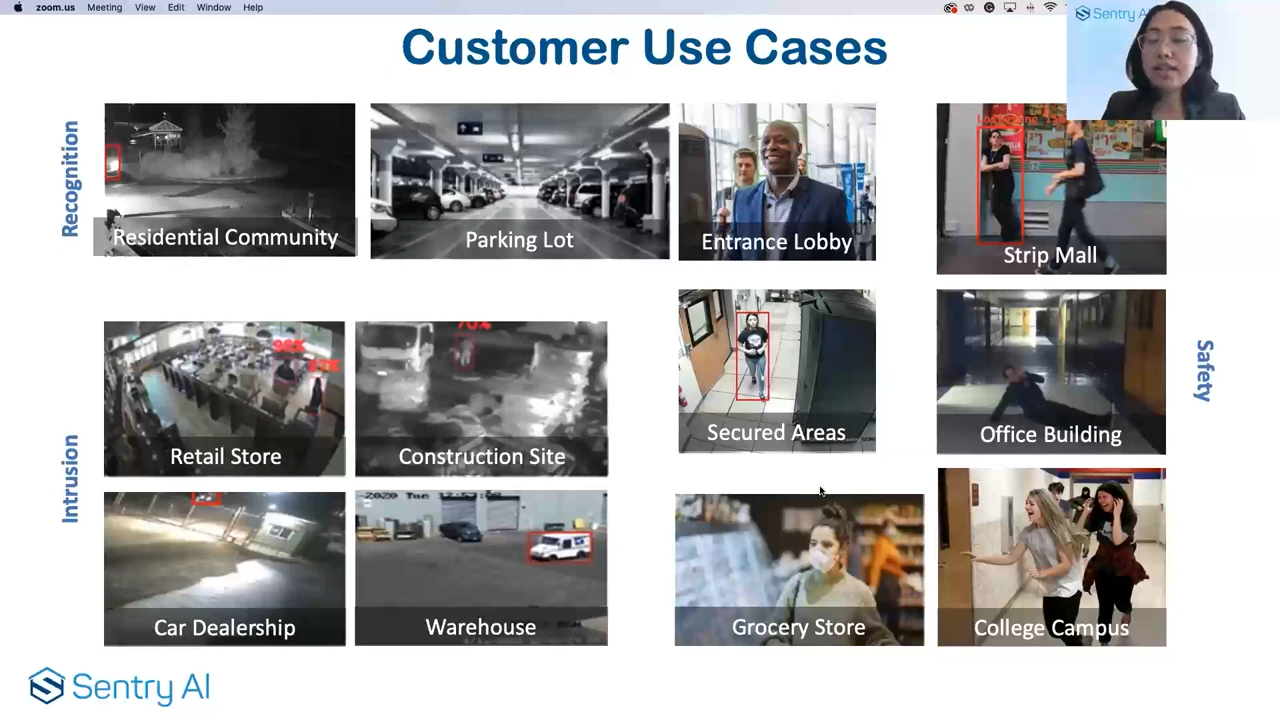 zoom.us Meeting View Edit Window Help
Sentry AI
Customer Use Cases
Recognition
Residential Community
Parking Lot
Entrance Lobby
Strip Mall
Intrusion
Retail Store
Construction Site
Secured Areas
Office Building
Safety
Car Dealership
Warehouse
Grocery Store
College Campus
Sentry AI